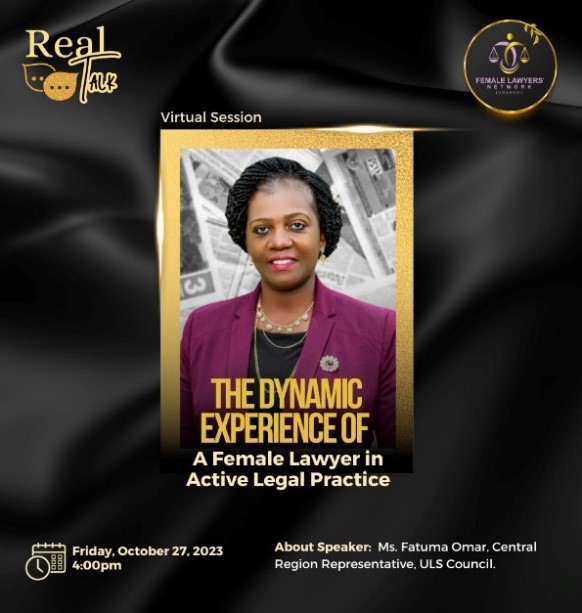 Real
Talk
FEMALE LAWYERS'
NETWORK
Virtual Session
THE DYNAMIC
EXPERIENCE OF
A Female Lawyer in
Active Legal Practice
Friday, October 27, 2023
4:00pm
About Speaker: Ms. Fatuma Omar, Central
Region Representative, ULS Council.